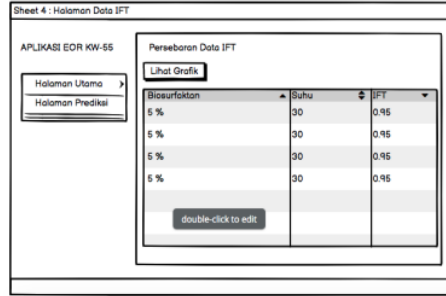 Sheet 4 : Halaman Data IFT
APLIKASI EOR KW-55
Halaman Utama
Halaman Prediksi
Persebaran Data IFT
Lihat Grafik
Biosurfaktan Suhu IFT
5 % 30 0.95
5 % 30 0.95
5 % 30 0.95
5 % 30 0.95
double-click to edit